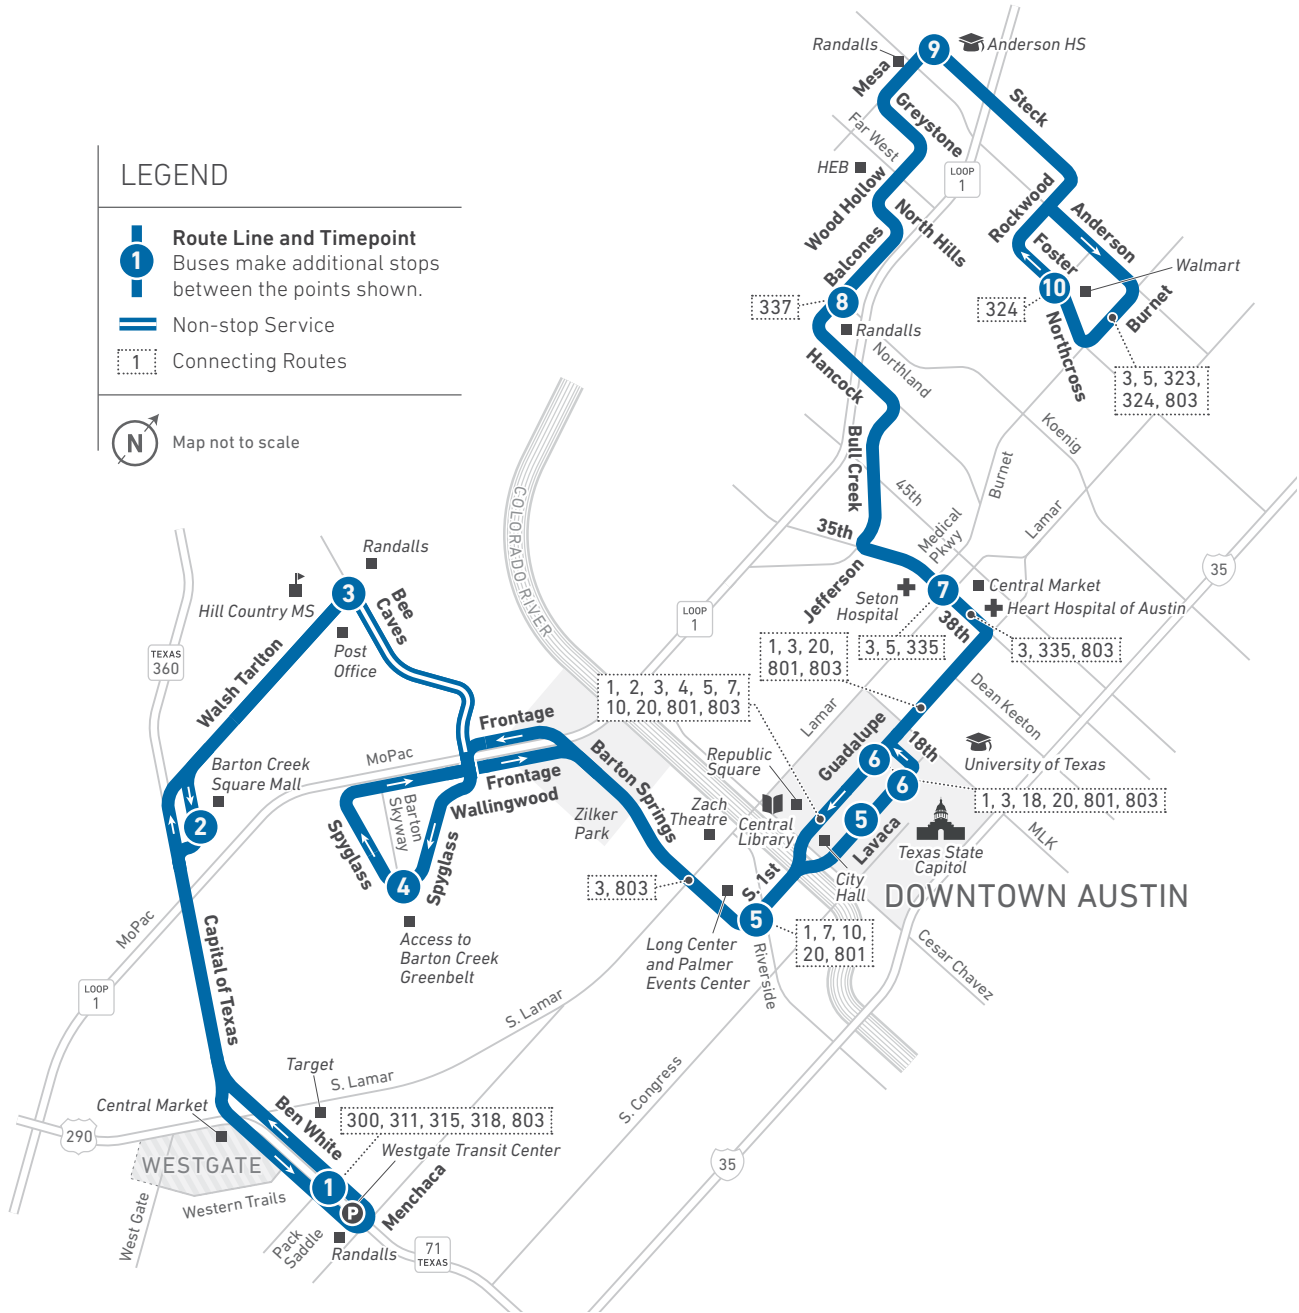 LEGEND
1
Route Line and Timepoint
Buses make additional stops
between the points shown.
Non-stop Service
1
Connecting Routes
N
Map not to scale
Randalls
9
Anderson HS
Mesa
Greystone
Steck
Far West
HEB
LOOP
1
Wood Hollow
North Hills
Balcones
Rockwood
Anderson
Foster
Walmart
10
324
Burnet
Northcross
3, 5, 323,
324, 803
337
8
Randalls
Hancock
Northland
Koenig
Bull Creek
45th
Burnet
Lamar
Medical
Pkwy
35th
Jefferson
35
COLORADO RIVER
Seton
Hospital
7
Central Market
Heart Hospital of Austin
38th
3, 5, 335
3, 335, 803
1, 3, 20,
801, 803
Dean Keeton
LOOP
1
1, 2, 3, 4, 5, 7,
10, 20, 801, 803
Lamar
Guadalupe
18th
University of Texas
6
6
1, 3, 18, 20, 801, 803
MLK
Republic
Square
Central
Library
5
Lavaca
Texas State
Capitol
City
Hall
DOWNTOWN AUSTIN
Cesar Chavez
Randalls
Hill Country MS
3
Bee
Caves
Post
Office
TEXAS
360
Walsh Tarlton
Barton Creek
Square Mall
2
MoPac
Frontage
Frontage
Wallingwood
Barton
Skyway
Spyglass
Spyglass
4
Access to
Barton Creek
Greenbelt
Barton Springs
Zilker
Park
Zach
Theatre
3, 803
S. 1st
5
1, 7, 10,
20, 801
Long Center
and Palmer
Events Center
Riverside
MoPac
LOOP
1
Capital of Texas
S. Lamar
S. Lamar
S. Congress
35
Target
Central Market
290
WESTGATE
Ben White
300, 311, 315, 318, 803
Westgate Transit Center
1
P
Menchaca
Western Trails
West Gate
Pack
Saddle
Randalls
71
TEXAS